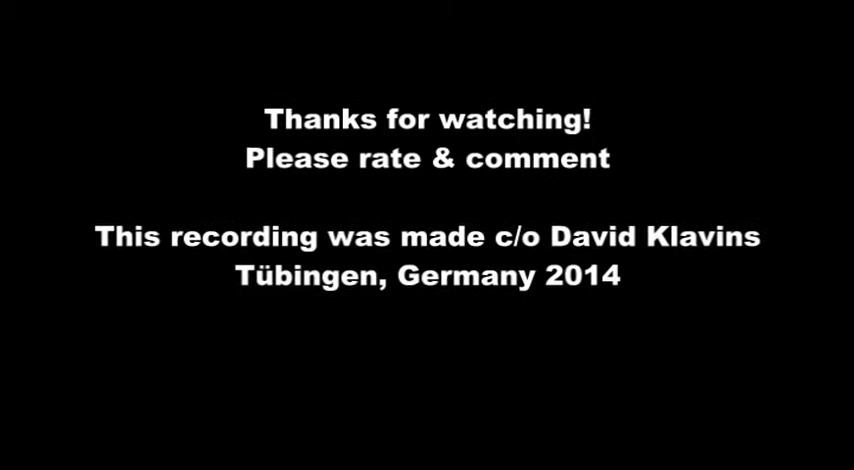 Thanks for watching!
Please rate & comment
This recording was made c/o David Klavins
Tübingen, Germany 2014